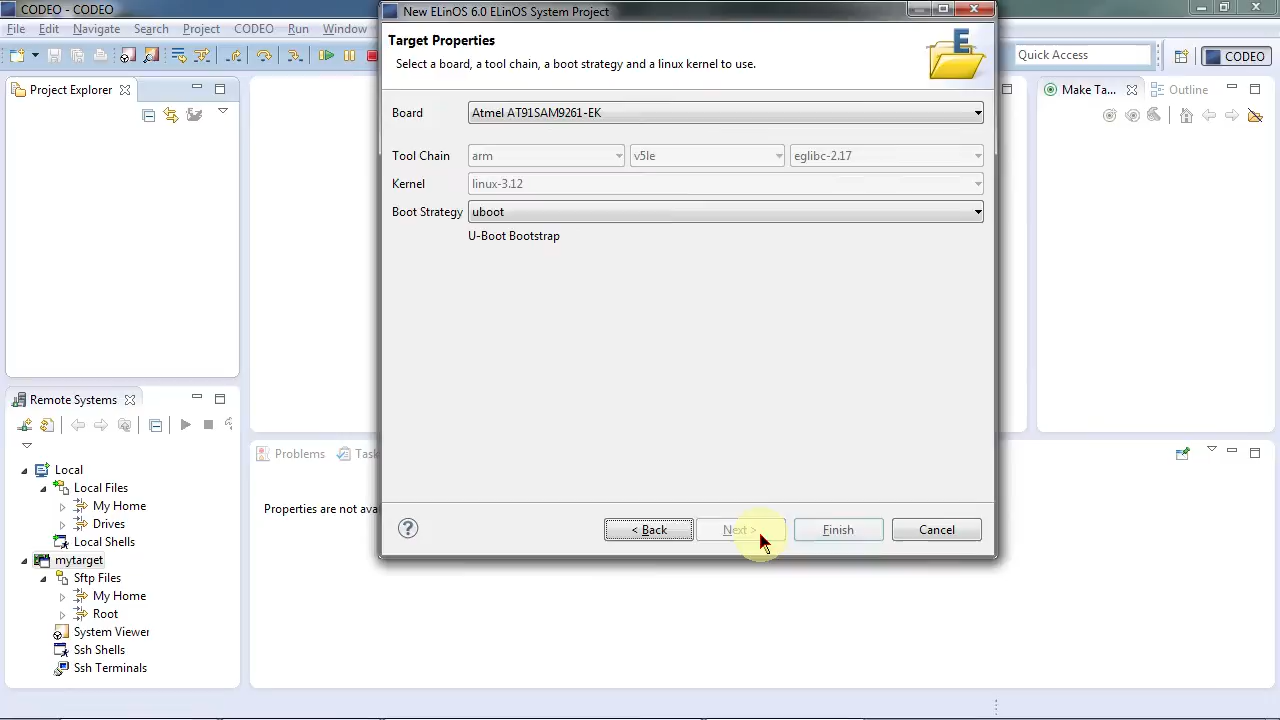 CODEO - CODEO
File Edit Navigate Search Project CODEO Run Window
Quick Access
CODEO
Project Explorer
Make Ta...
Outline
New ELinOS 6.0 ELinOS System Project
Target Properties
Select a board, a tool chain, a boot strategy and a linux kernel to use.
E
Board Atmel AT91SAM9261-EK
Tool Chain arm v5le eglibc-2.17
Kernel linux-3.12
Boot Strategy uboot
U-Boot Bootstrap
< Back Next > Finish Cancel
Remote Systems
Local
Local Files
My Home
Drives
Local Shells
mytarget
Sftp Files
My Home
Root
System Viewer
Ssh Shells
Ssh Terminals
Problems Task
Properties are not avai